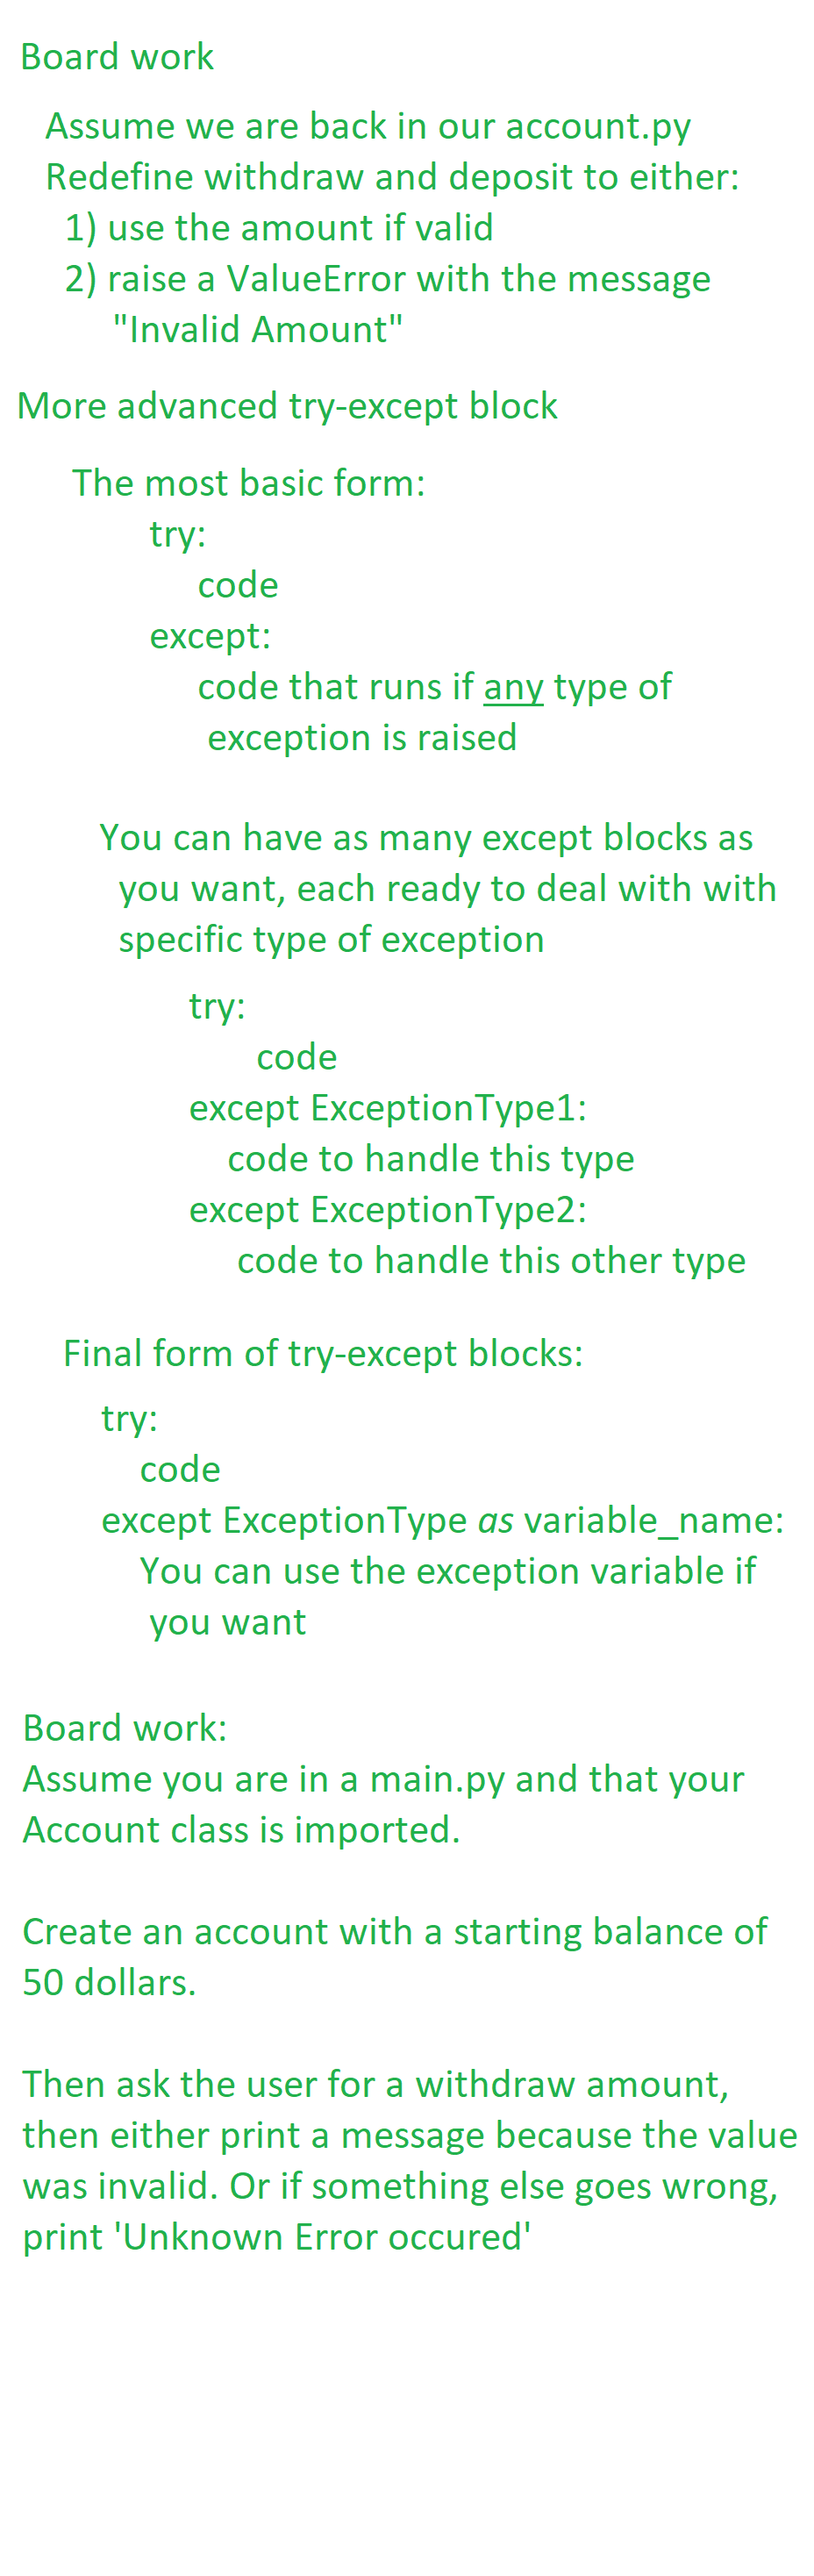 Board work
Assume we are back in our account.py
Redefine withdraw and deposit to either:
1) use the amount if valid
2) raise a ValueError with the message
"Invalid Amount"
More advanced try-except block
The most basic form:
try:
code
except:
code that runs if any type of
exception is raised
You can have as many except blocks as
you want, each ready to deal with with
specific type of exception
try:
code
except ExceptionType1:
code to handle this type
except ExceptionType2:
code to handle this other type
Final form of try-except blocks:
try:
code
except ExceptionType as variable_name:
You can use the exception variable if
you want
Board work:
Assume you are in a main.py and that your
Account class is imported.
Create an account with a starting balance of
50 dollars.
Then ask the user for a withdraw amount,
then either print a message because the value
was invalid. Or if something else goes wrong,
print 'Unknown Error occured'